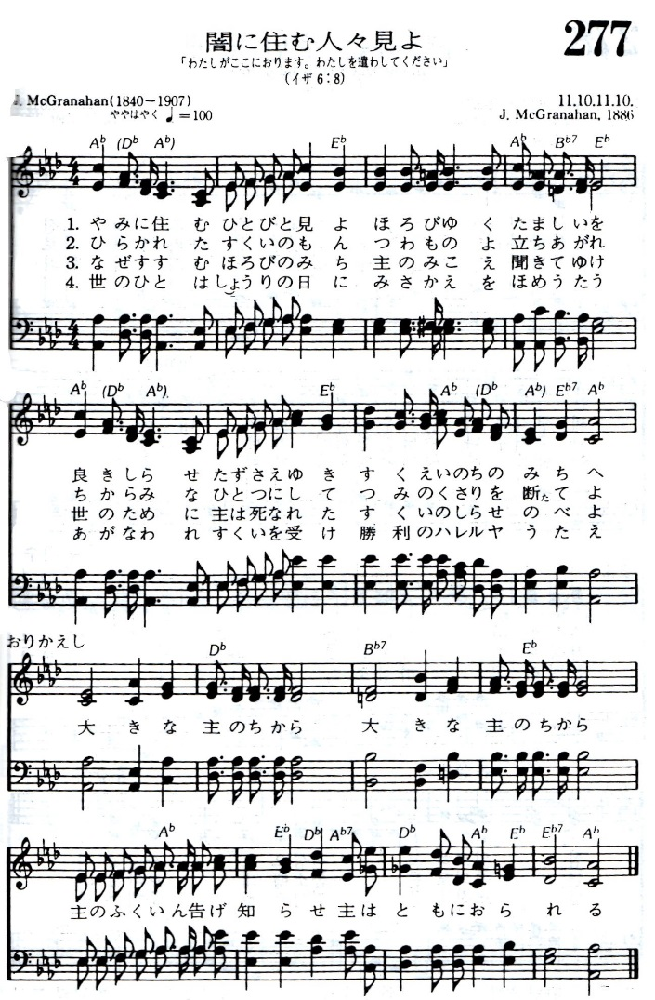 闇に住む人々見よ
277
「わたしがここにおります。わたしを遣わしてください」
(イザ 6:8)
J. McGranahan(1840-1907)
11.10.11.10.
ややはやく ♩=100
J. McGranahan, 1886
A♭ (D♭ A♭) A♭ B♭7 E♭
1. やみに住 む ひとびと見 よ ほろびゆ く たましいを
2. ひらかれ た すくいのも ん つわもの よ 立ちあがれ
3. なぜすす む ほろびのみ ち 主のみこ え 聞きてゆけ
4. 世のひと は しょうりの日 に みさかえ を ほめうたう
A♭ (D♭ A♭). E♭ A♭ (D♭ A♭) E♭7 A♭
良きしら せ たずさえゆ き す くえいのちの みちへ
ちからみ な ひとつにし て つ みのくさりを 断たてよ
世のため に 主は死なれ た す くいのしらせ のべよ
あがなわ れ すくいを受 け 勝 利のハレルヤ うたえ
おりかえし
D♭ B♭7 E♭
大 き な 主のちから 大 き な 主のちから
A♭ E♭ D♭ A♭7 D♭ A♭ E♭ E♭7 A♭
主のふくいん告げ 知 ら せ 主は と もにお ら れ る